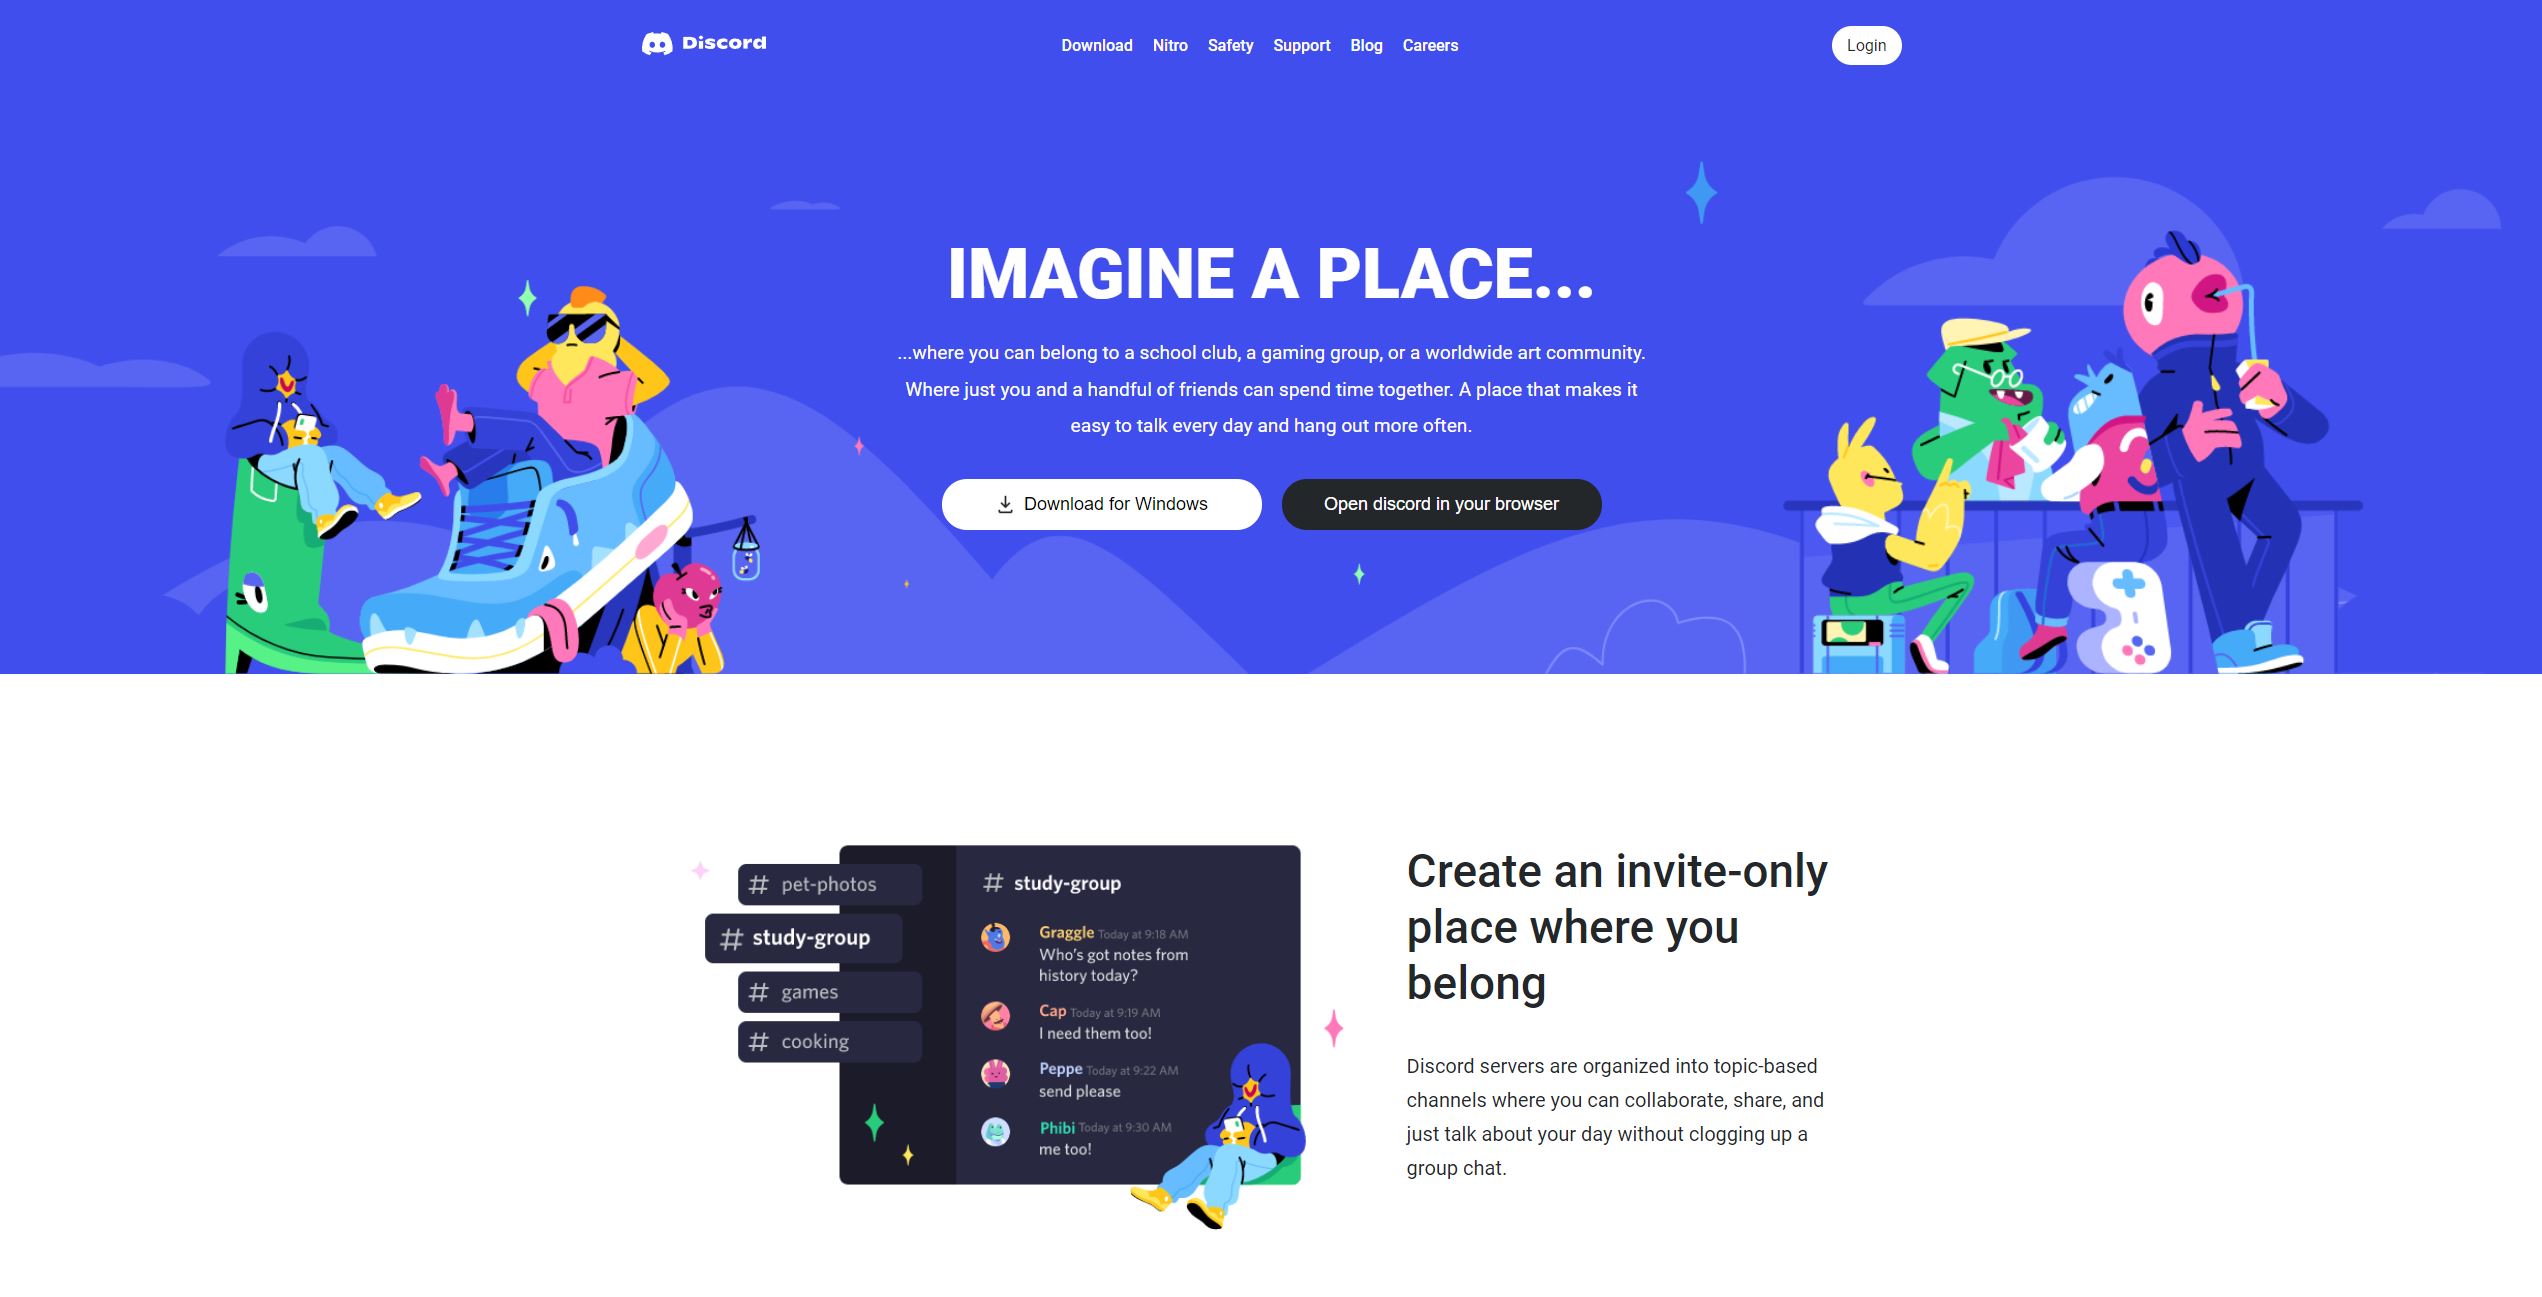 Discord
Download Nitro Safety Support Blog Careers
Login
IMAGINE A PLACE...
...where you can belong to a school club, a gaming group, or a worldwide art community.
Where just you and a handful of friends can spend time together. A place that makes it
easy to talk every day and hang out more often.
Download for Windows
Open discord in your browser
# pet-photos
# study-group
# games
# cooking
# study-group
Graggle Today at 9:18 AM
Who's got notes from
history today?
Cap Today at 9:19 AM
I need them too!
Peppe Today at 9:22 AM
send please
Phibi Today at 9:30 AM
me too!
Create an invite-only
place where you
belong
Discord servers are organized into topic-based
channels where you can collaborate, share, and
just talk about your day without clogging up a
group chat.